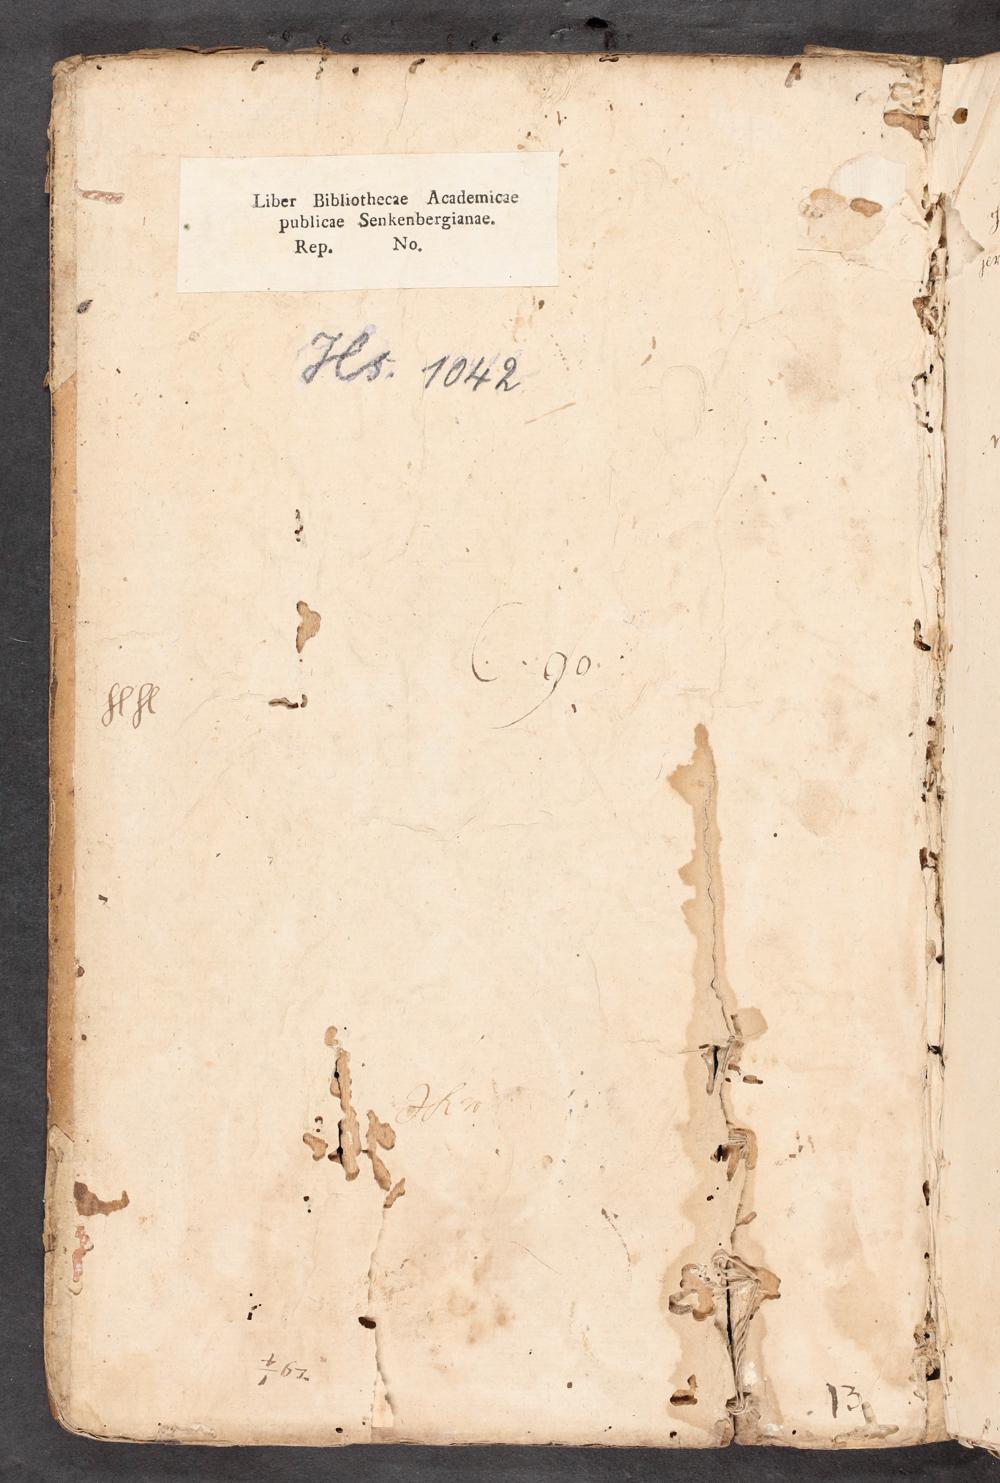 Liber Bibliothecae Academicae
publicae Senkenbergianae.
Rep. No.
Hs. 1042
90.
13